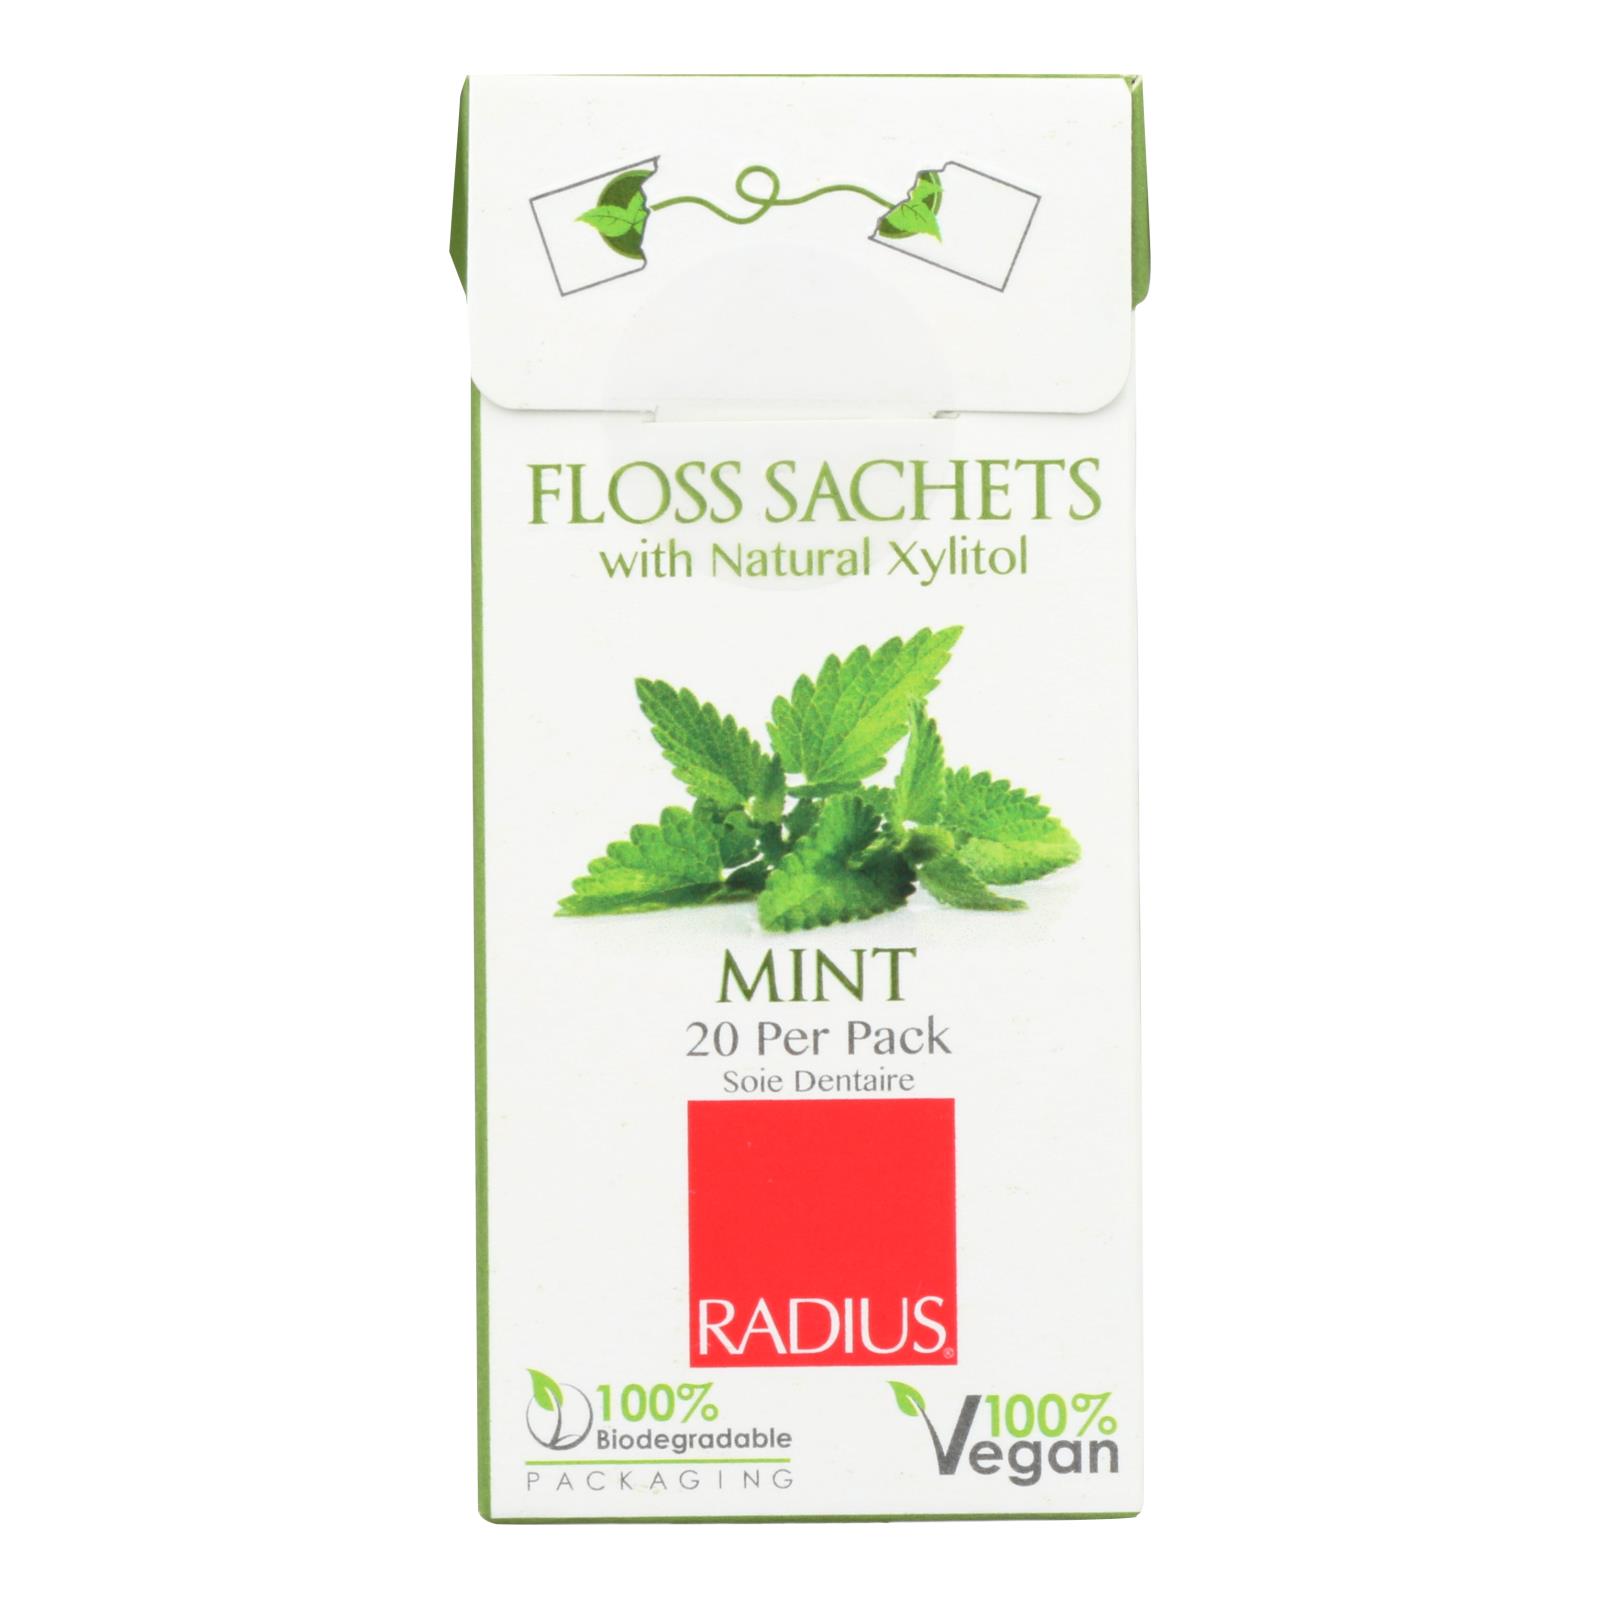 FLOSS SACHETS
with Natural Xylitol
MINT
20 Per Pack
Soie Dentaire
RADIUS®
100%
Biodegradable
PACKAGING
100%
Vegan